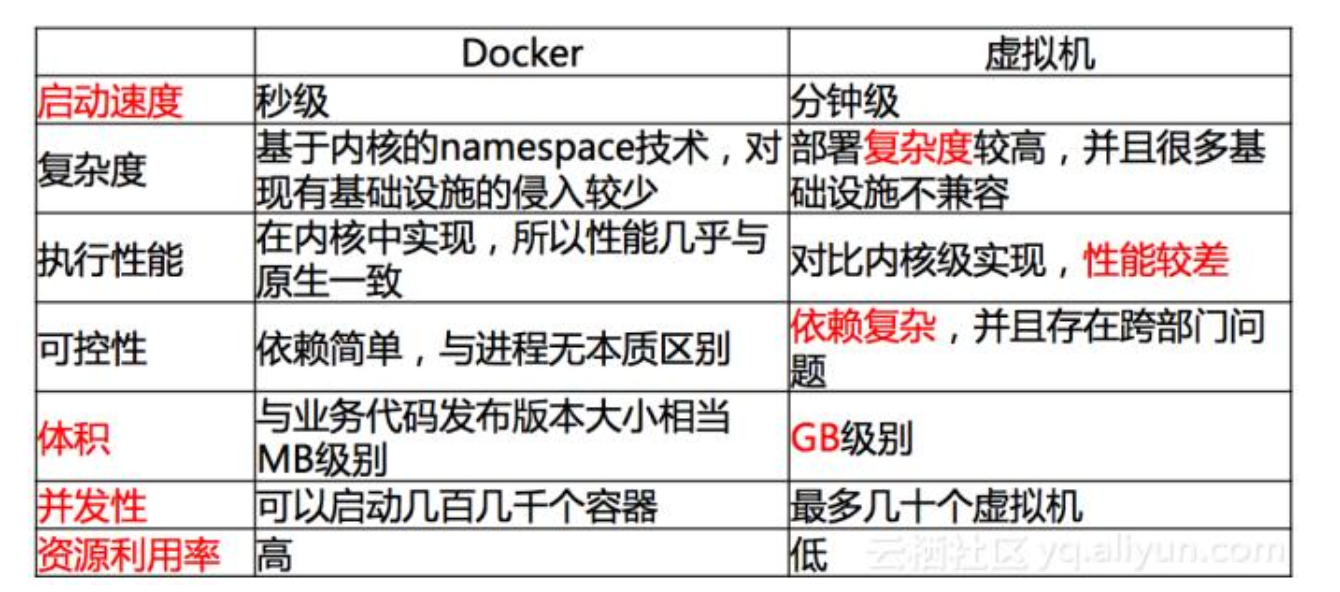 Docker 虚拟机
启动速度 秒级 分钟级
复杂度 基于内核的namespace技术，对现有基础设施的侵入较少 部署复杂度较高，并且很多基础设施不兼容
执行性能 在内核中实现，所以性能几乎与原生一致 对比内核级实现，性能较差
可控性 依赖简单，与进程无本质区别 依赖复杂，并且存在跨部门问题
体积 与业务代码发布版本大小相当MB级别 GB级别
并发性 可以启动几百几千个容器 最多几十个虚拟机
资源利用率 高 低
云栖社区 yq.aliyun.com